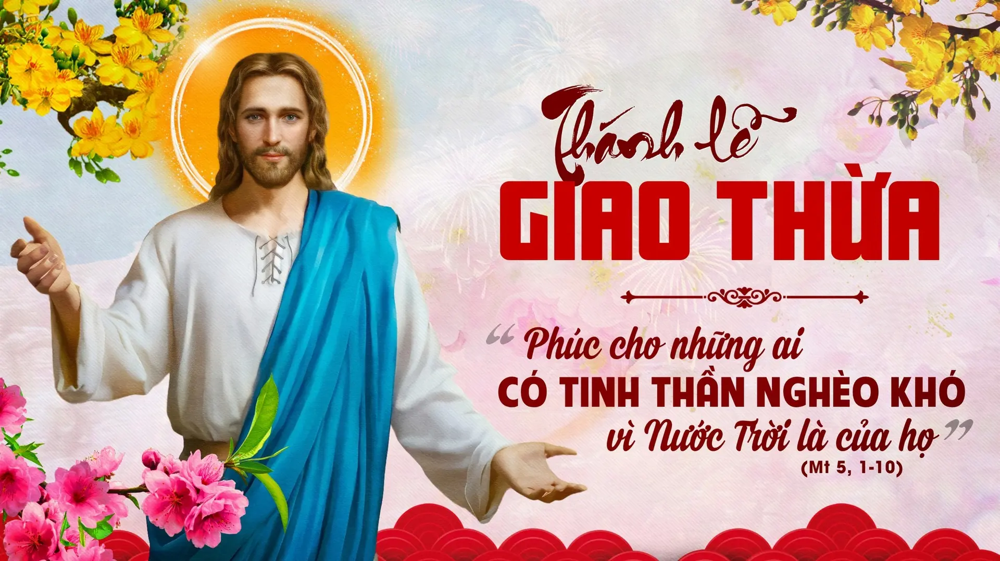 Thánh lễ
GIAO THỪA
“ Phúc cho những ai
CÓ TINH THẦN NGHÈO KHÓ
vì Nước Trời là của họ ”
(Mt 5, 1-10)